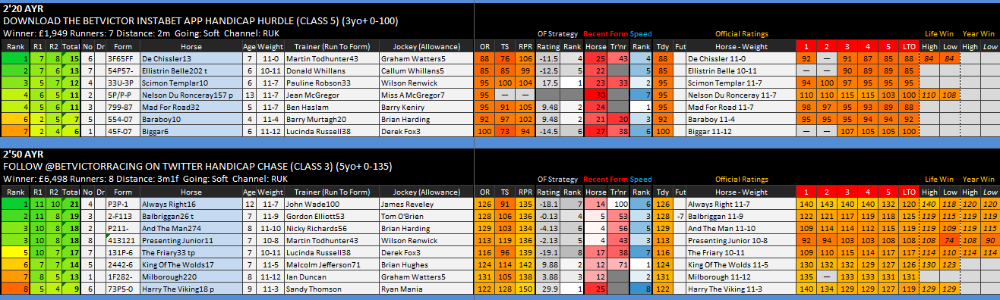 2'20 AYR
DOWNLOAD THE BETVICTOR INSTABET APP HANDICAP HURDLE (CLASS 5) (3yo+ 0-100)
Winner: £1,949 Runners: 7 Distance: 2m Going: Soft Channel: RUK OF Strategy Recent Form Speed Official Ratings Life Win Year Win
Rank R1 R2 Total No Dr Form Horse Age Weight Trainer (Run To Form) Jockey (Allowance) OR TS RPR Rating Rank Horse Tr'nr Rank Tdy Fut Horse - Weight 1 2 3 4 5 LTO High Low High Low
1 7 8 15 6 3F65FF De Chissler13 7 11-0 Martin Todhunter43 Graham Watters5 88 76 106 -11.5 4 25 43 4 88 De Chissler 11-0 92 — 91 87 85 88 84 84
2 7 6 13 7 54P57- Ellistrin Belle202 t 6 10-11 Donald Whillans Callum Whillans5 85 85 99 -12.5 5 22 5 85 Ellistrin Belle 10-11 — — 90 89 89 85
3 5 7 12 4 33U-3P Scimon Templar10 6 11-7 Pauline Robson33 Wilson Renwick 95 100 104 17.5 1 23 33 2 95 Scimon Templar 11-7 94 100 97 95 95 95
4 6 5 11 2 5P/P-P Nelson Du Ronceray157 p 13 11-7 Jean McGregor Miss A McGregor7 95 — — 30 7 95 Nelson Du Ronceray 11-7 110 110 115 105 103 100 110 108
4 5 6 11 3 799-87 Mad For Road32 7 11-7 Ben Haslam Barry Keniry 95 91 105 9.48 2 24 1 95 Mad For Road 11-7 98 97 95 93 89 88
6 2 5 7 5 554-07 Baraboy10 4 11-4 Barry Murtagh20 Brian Harding 92 97 102 9.48 2 21 20 3 92 Baraboy 11-4 95 95 95 94 94 92
7 2 4 6 1 45F-07 Biggar6 6 11-12 Lucinda Russell38 Derek Fox3 100 73 94 -14.5 6 27 38 6 100 Biggar 11-12 — — 107 105 105 100
2'50 AYR
FOLLOW @BETVICTORRACING ON TWITTER HANDICAP CHASE (CLASS 3) (5yo+ 0-135)
Winner: £6,498 Runners: 8 Distance: 3m1f Going: Soft Channel: RUK OF Strategy Recent Form Speed Official Ratings Life Win Year Win
Rank R1 R2 Total No Dr Form Horse Age Weight Trainer (Run To Form) Jockey (Allowance) OR TS RPR Rating Rank Horse Tr'nr Rank Tdy Fut Horse - Weight 1 2 3 4 5 LTO High Low High Low
1 11 10 21 4 P3P-1 Always Right16 12 11-7 John Wade100 James Reveley 126 91 135 -18.1 7 14 100 6 126 Always Right 11-7 140 143 140 132 130 120 140 118 120 120
2 11 8 19 3 2-F113 Balbriggan26 t 7 11-9 Gordon Elliott53 Tom O'Brien 128 106 136 -0.13 4 5 53 3 128 -7 Balbriggan 11-9 122 121 117 119 118 125 119 115 119 115
3 10 8 18 2 P211- And The Man274 8 11-10 Nicky Richards56 Brian Harding 129 103 134 -4.13 6 4 56 5 129 And The Man 11-10 109 114 114 112 115 119 119 109 119 115
3 10 8 18 8 413121 Presenting Junior11 7 10-8 Martin Todhunter43 Wilson Renwick 113 119 136 -2.13 5 4 43 3 113 Presenting Junior 10-8 92 94 103 103 108 108 108 74 108 90
5 10 7 17 7 131P-6 The Friary33 tp 7 10-11 Lucinda Russell38 Derek Fox3 116 96 139 -19.1 8 17 38 7 116 The Friary 10-11 109 110 115 114 117 117 114 110 114 114
6 7 7 14 5 2442-6 King Of The Wolds17 7 11-5 Malcolm Jefferson71 Brian Hughes 124 114 142 9.88 2 12 71 1 124 King Of The Wolds 11-5 130 132 132 129 127 126 130 123
7 8 5 13 1 1F282- Milborough220 8 11-12 Ian Duncan Graham Watters5 131 105 138 3.88 3 12 2 131 Milborough 11-12 135 — 133 133 131 131
8 5 4 9 6 73P5-0 Harry The Viking18 p 9 11-3 Sandy Thomson Ryan Mania 122 128 150 29.9 1 25 8 122 Harry The Viking 11-3 140 134 129 130 127 119 129 129